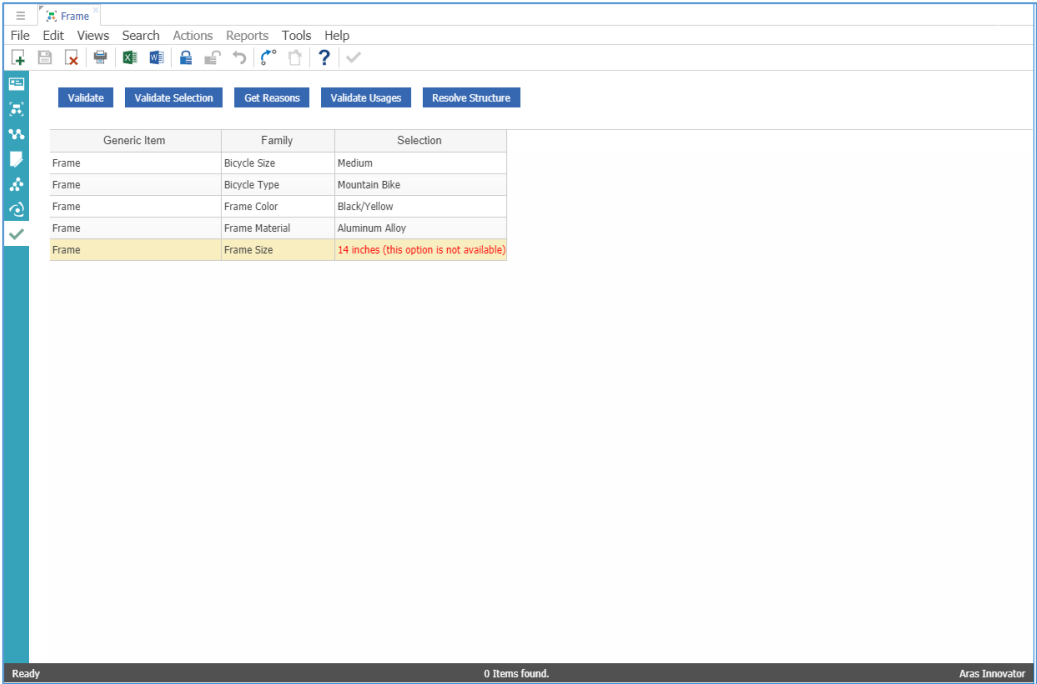 Frame
File Edit Views Search Actions Reports Tools Help
Validate Validate Selection Get Reasons Validate Usages Resolve Structure
Generic Item Family Selection
Frame Bicycle Size Medium
Frame Bicycle Type Mountain Bike
Frame Frame Color Black/Yellow
Frame Frame Material Aluminum Alloy
Frame Frame Size 14 inches (this option is not available)
Ready 0 Items found. Aras Innovator